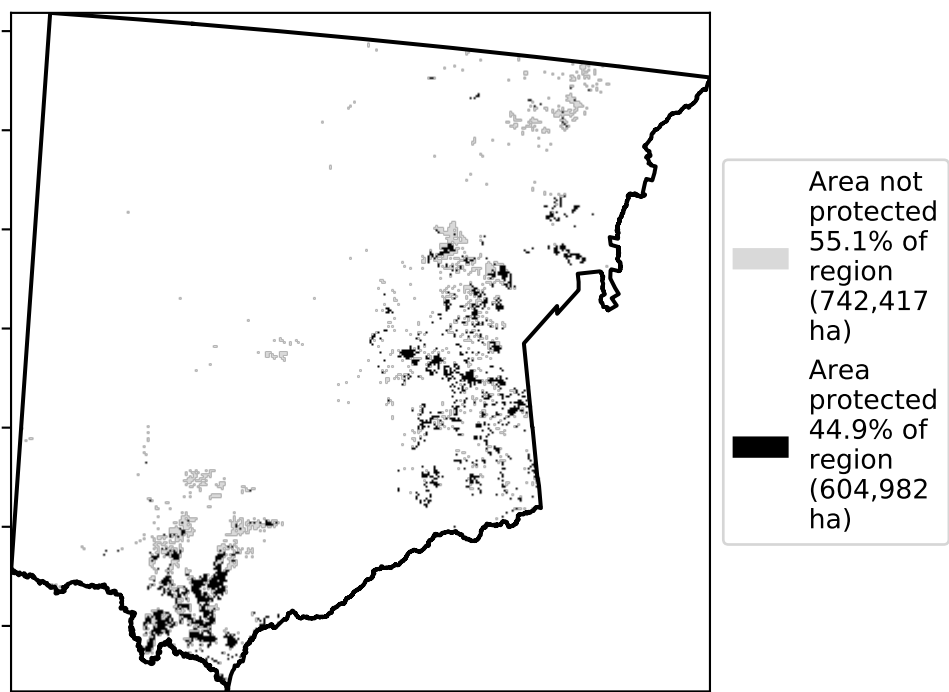 Area not
protected
55.1% of
region
(742,417
ha)
Area
protected
44.9% of
region
(604,982
ha)